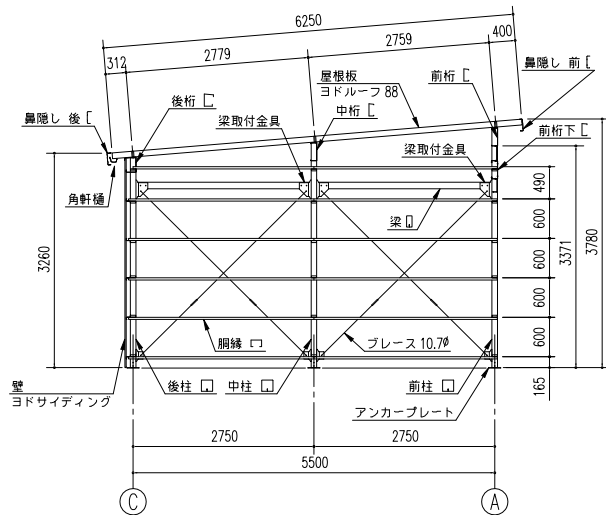 6250
312
2779
2759
400
鼻隠し 前
屋根板
ヨドルーフ 88
前桁
後桁
中桁
鼻隠し 後
梁取付金具
梁取付金具
前桁下
角軒樋
梁
490
600
600
600
600
165
3260
3371
3780
胴縁
ブレース 10.7φ
壁
ヨドサイディング
後柱
中柱
前柱
アンカープレート
2750
2750
5500
C
A